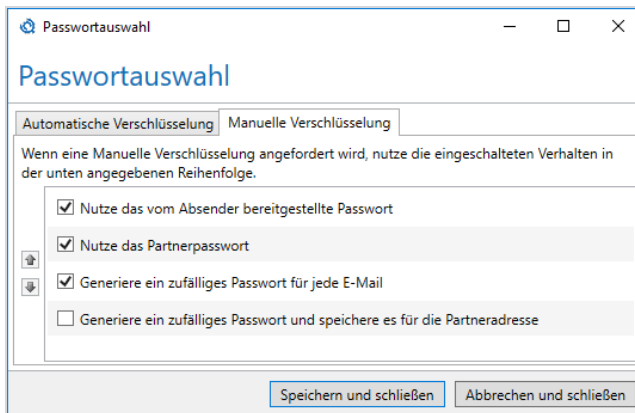 Passwortauswahl
Passwortauswahl
Automatische Verschlüsselung Manuelle Verschlüsselung
Wenn eine Manuelle Verschlüsselung angefordert wird, nutze die eingeschalteten Verhalten in
der unten angegebenen Reihenfolge.
Nutze das vom Absender bereitgestellte Passwort
Nutze das Partnerpasswort
Generiere ein zufälliges Passwort für jede E-Mail
Generiere ein zufälliges Passwort und speichere es für die Partneradresse
Speichern und schließen Abbrechen und schließen